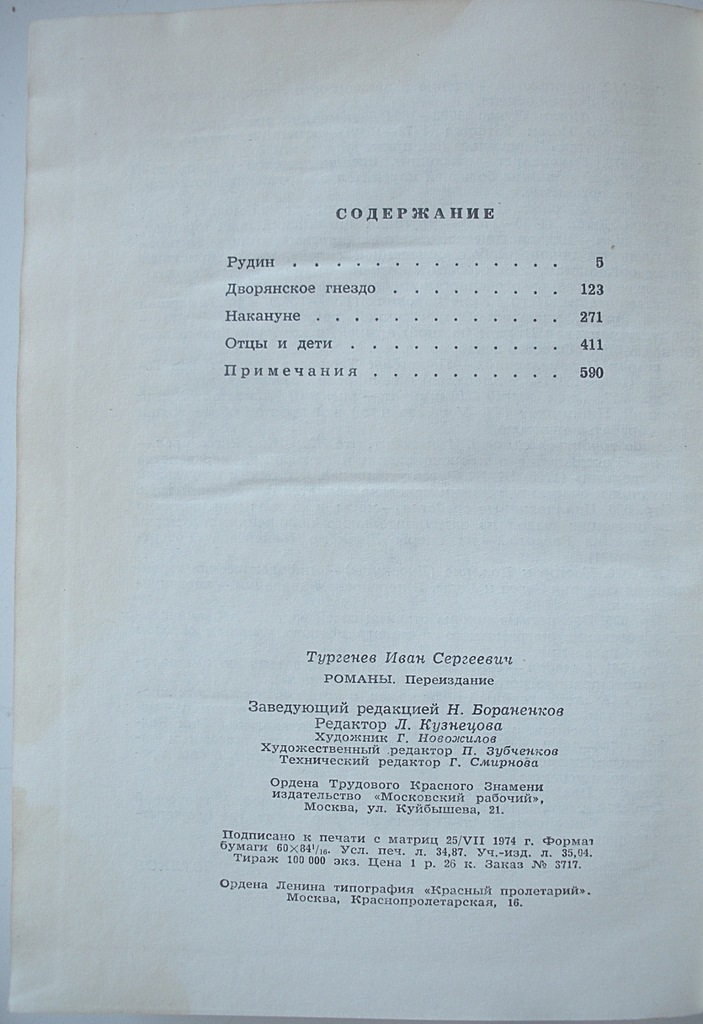 СОДЕРЖАНИЕ
Рудин . . . . . . . . . . . . . . 5
Дворянское гнездо . . . . . . . . . 123
Накануне . . . . . . . . . . . . . 271
Отцы и дети . . . . . . . . . . . 411
Примечания . . . . . . . . . . 590
Тургенев Иван Сергеевич
РОМАНЫ. Переиздание
Заведующий редакцией Н. Бораненков
Редактор Л. Кузнецова
Художник Г. Новожилов
Художественный редактор П. Зубченков
Технический редактор Г. Смирнова
Ордена Трудового Красного Знамени
издательство «Московский рабочий»,
Москва, ул. Куйбышева, 21.
Подписано к печати с матриц 25/VII 1974 г. Формат
бумаги 60×84¹/₁₆. Усл. печ. л. 34,87. Уч.-изд. л. 35,04.
Тираж 100 000 экз. Цена 1 р. 26 к. Заказ № 3717.
Ордена Ленина типография «Красный пролетарий».
Москва, Краснопролетарская, 16.